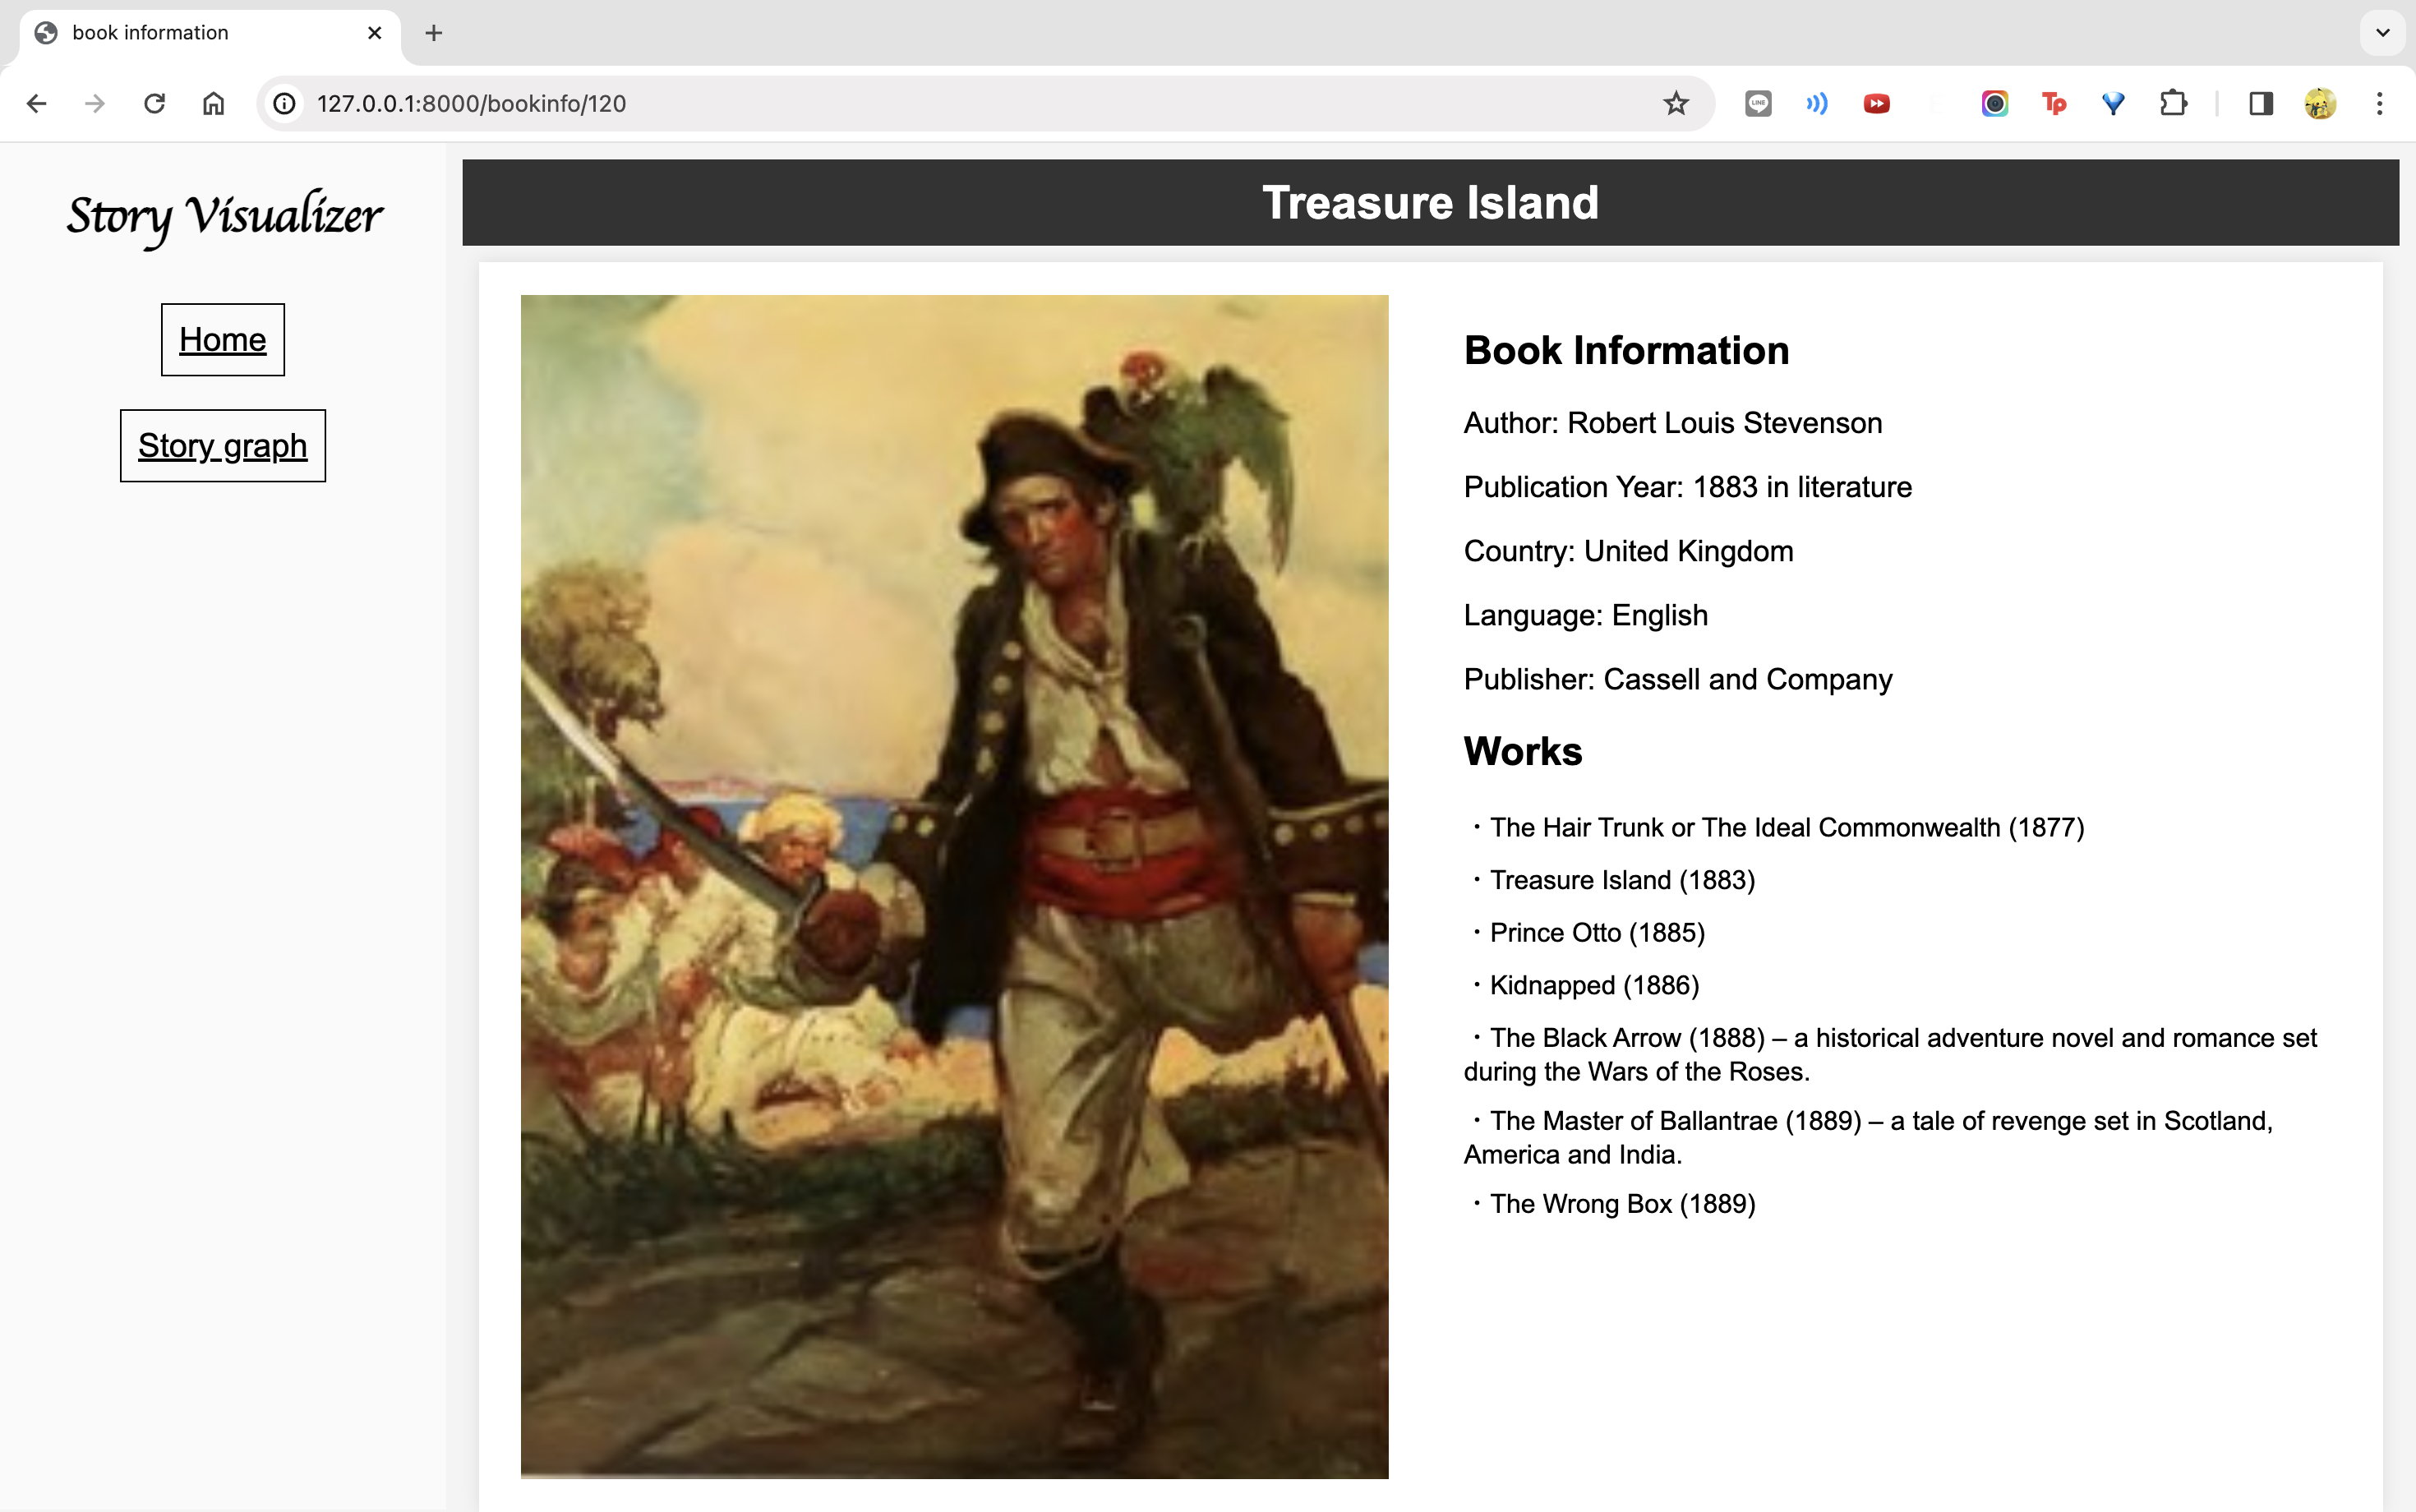 book information
127.0.0.1:8000/bookinfo/120
LINE
Tp
Story Visualizer
Home
Story graph
Treasure Island
Book Information
Author: Robert Louis Stevenson
Publication Year: 1883 in literature
Country: United Kingdom
Language: English
Publisher: Cassell and Company
Works
・The Hair Trunk or The Ideal Commonwealth (1877)
・Treasure Island (1883)
・Prince Otto (1885)
・Kidnapped (1886)
・The Black Arrow (1888) – a historical adventure novel and romance set
during the Wars of the Roses.
・The Master of Ballantrae (1889) – a tale of revenge set in Scotland,
America and India.
・The Wrong Box (1889)